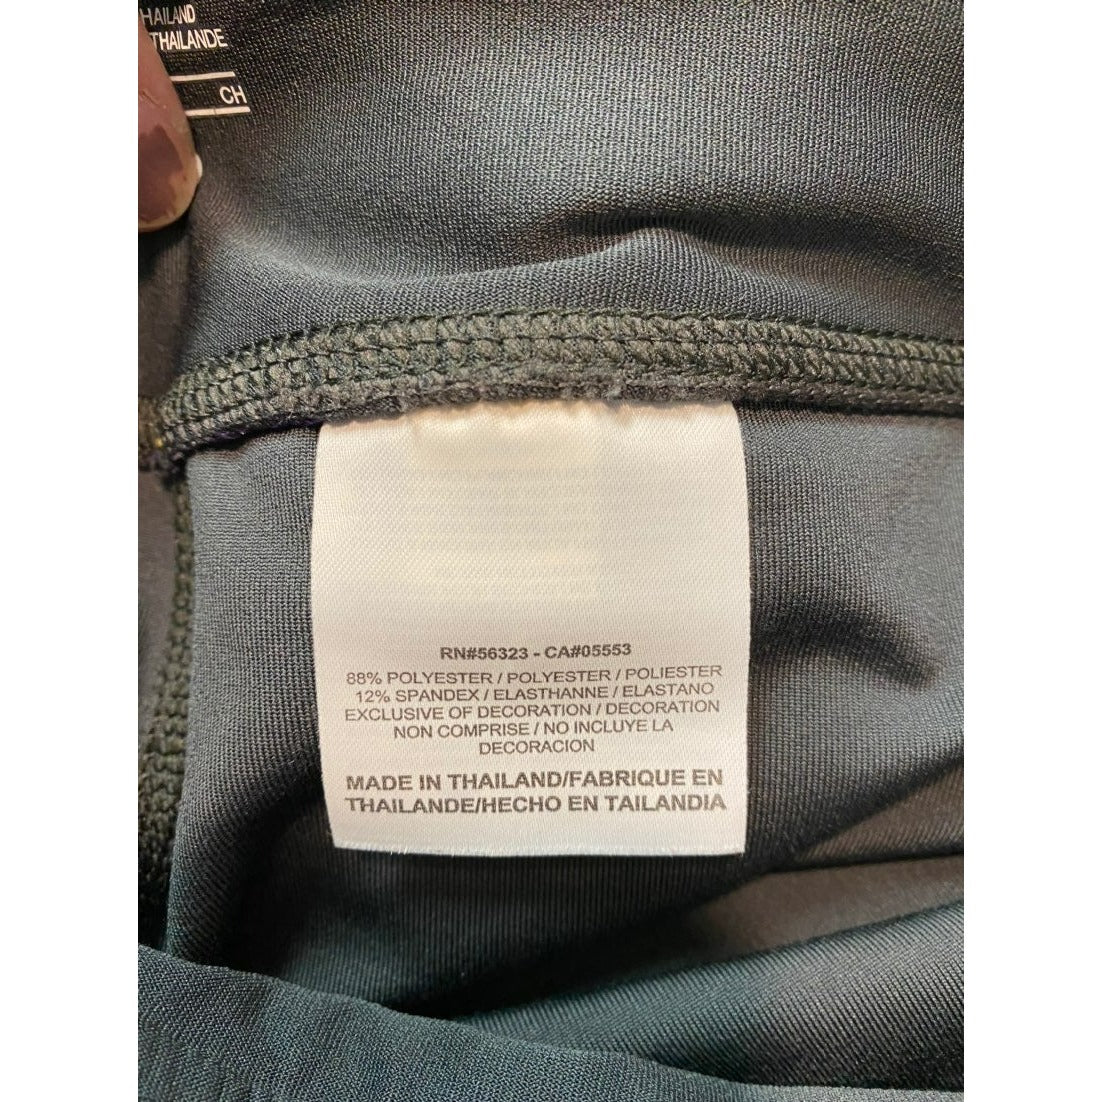 HAILAND
THAILANDE
CH
RN#56323 - CA#05553
88% POLYESTER / POLYESTER / POLIESTER
12% SPANDEX / ELASTHANNE / ELASTANO
EXCLUSIVE OF DECORATION / DECORATION
NON COMPRISE / NO INCLUYE LA
DECORACION
MADE IN THAILAND/FABRIQUE EN
THAILANDE/HECHO EN TAILANDIA